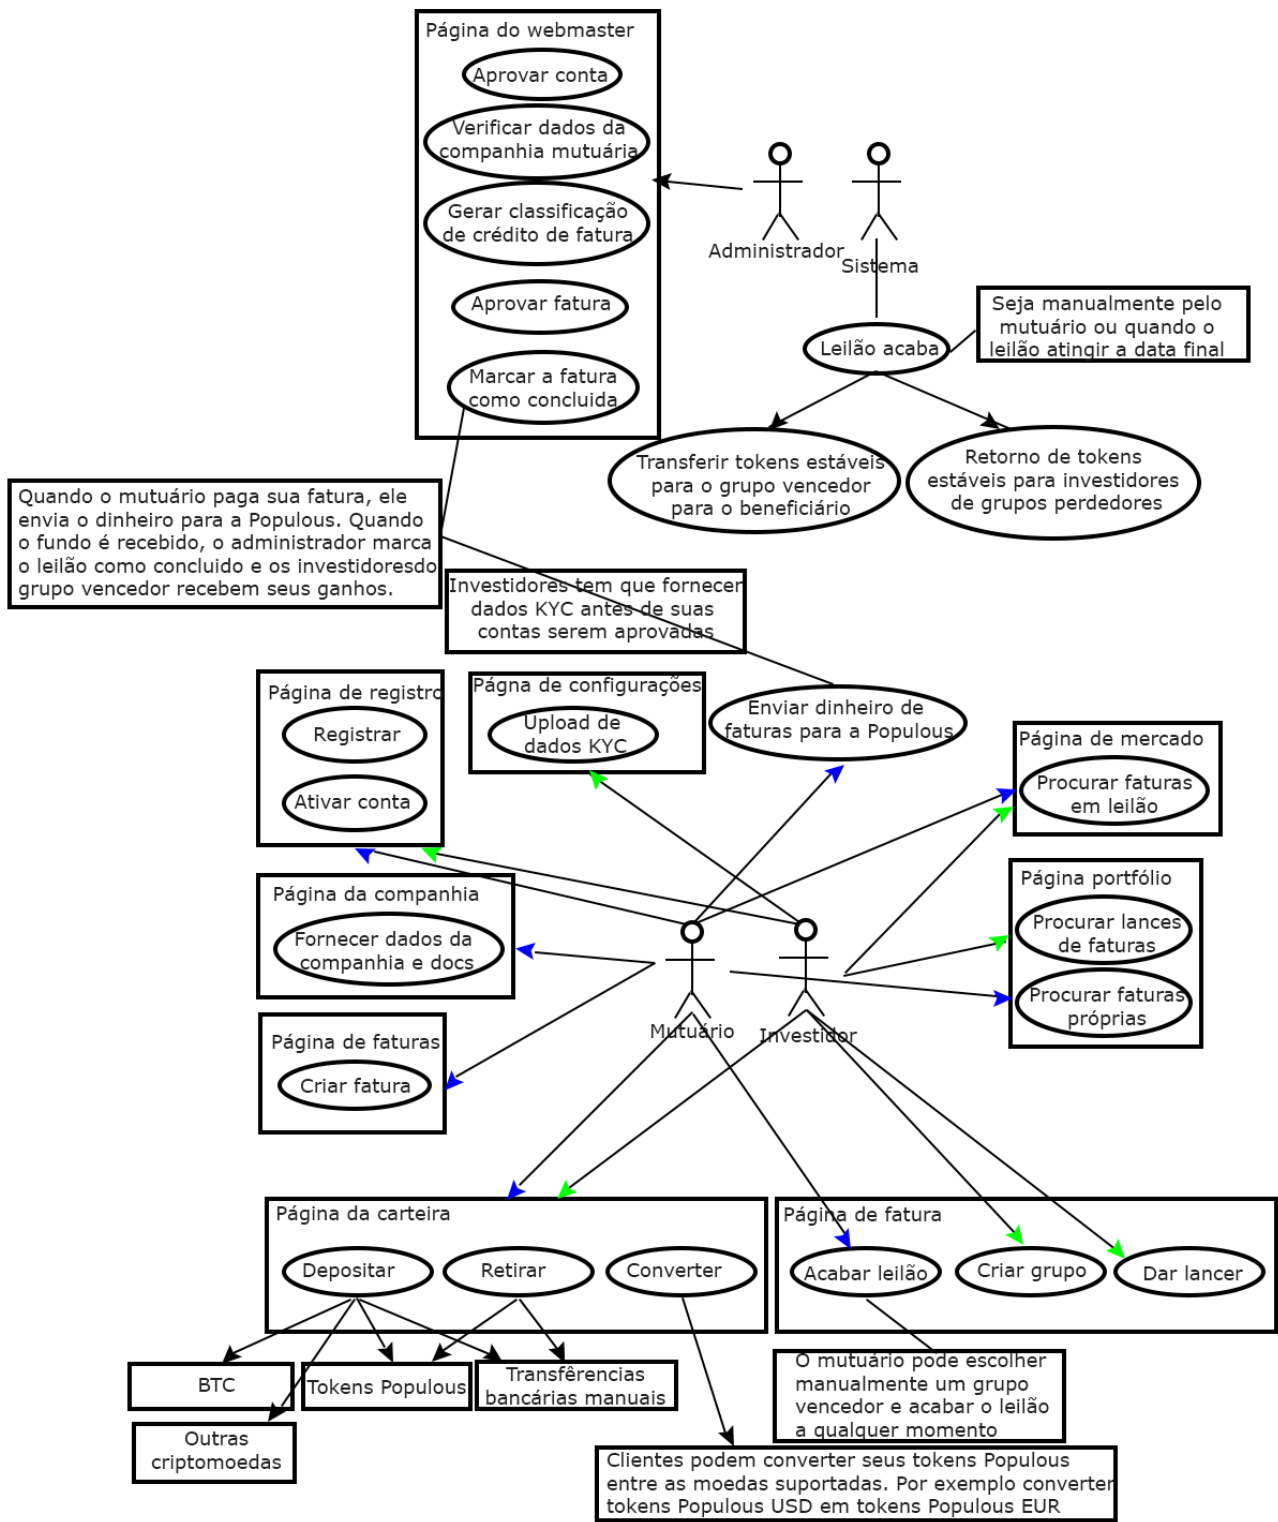 Página do webmaster
Aprovar conta
Verificar dados da
companhia mutuária
Gerar classificação
de crédito de fatura
Aprovar fatura
Marcar a fatura
como concluida
Administrador
Sistema
Leilão acaba
Seja manualmente pelo
mutuário ou quando o
leilão atingir a data final
Transferir tokens estáveis
para o grupo vencedor
para o beneficiário
Retorno de tokens
estáveis para investidores
de grupos perdedores
Quando o mutuário paga sua fatura, ele
envia o dinheiro para a Populous. Quando
o fundo é recebido, o administrador marca
o leilão como concluido e os investidoresdo
grupo vencedor recebem seus ganhos.
Investidores tem que fornecer
dados KYC antes de suas
contas serem aprovadas
Página de registro
Registrar
Ativar conta
Págna de configurações
Upload de
dados KYC
Enviar dinheiro de
faturas para a Populous
Página de mercado
Procurar faturas
em leilão
Página da companhia
Fornecer dados da
companhia e docs
Página portfólio
Procurar lances
de faturas
Procurar faturas
próprias
Mutuário
Investidor
Página de faturas
Criar fatura
Página da carteira
Depositar
Retirar
Converter
Página de fatura
Acabar leilão
Criar grupo
Dar lancer
BTC
Tokens Populous
Transfêrencias
bancárias manuais
Outras
criptomoedas
O mutuário pode escolher
manualmente um grupo
vencedor e acabar o leilão
a qualquer momento
Clientes podem converter seus tokens Populous
entre as moedas suportadas. Por exemplo converter
tokens Populous USD em tokens Populous EUR